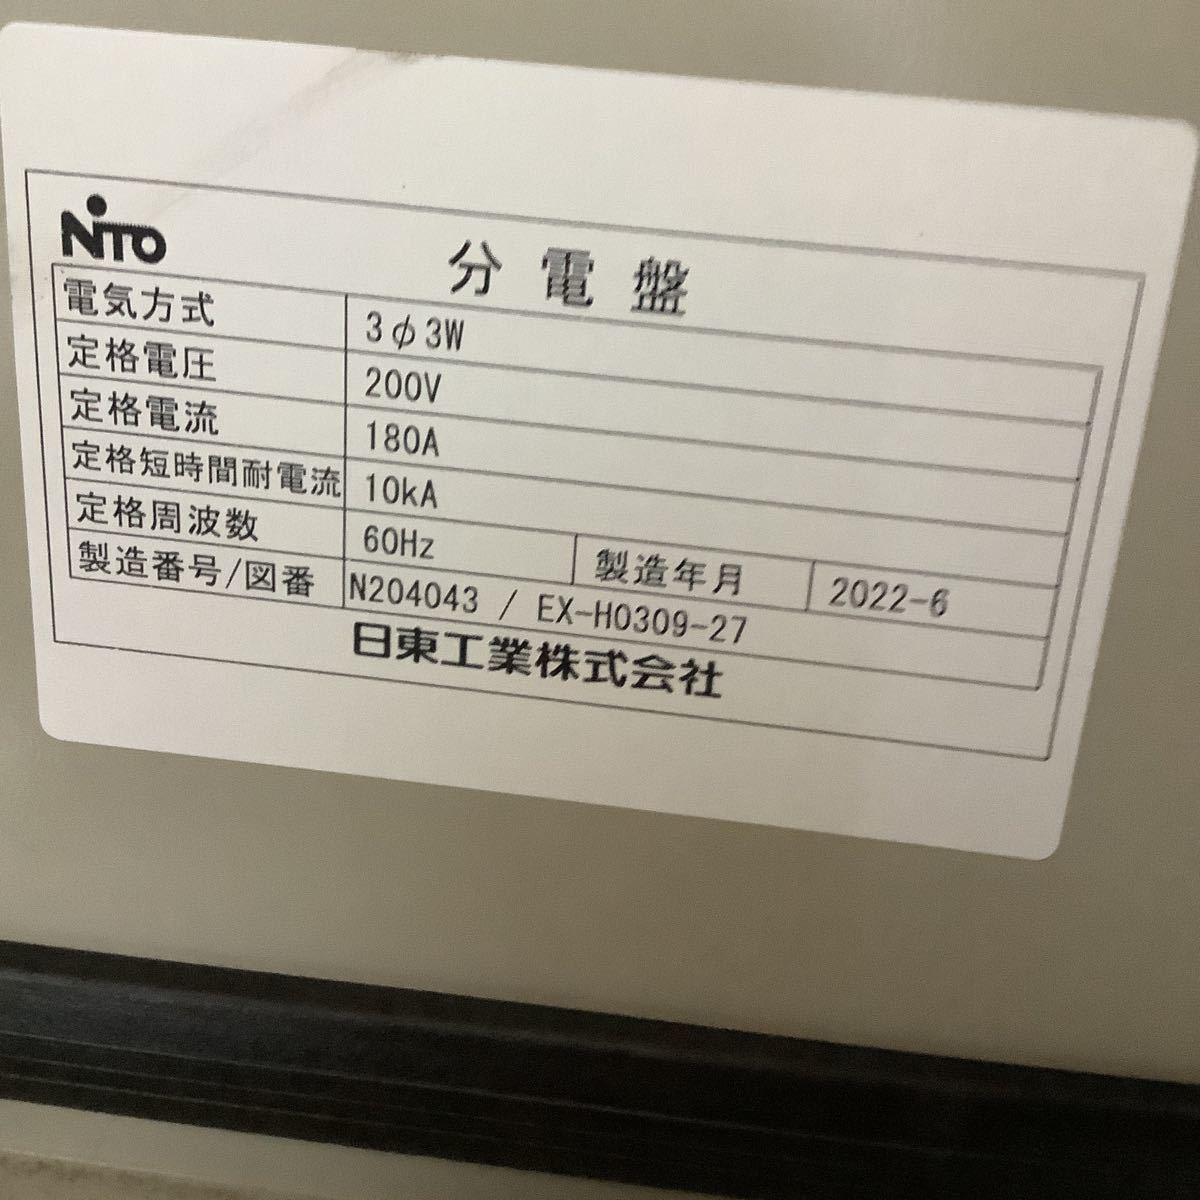 NITO
分電盤
電気方式 3φ3W
定格電圧 200V
定格電流 180A
定格短時間耐電流 10kA
定格周波数 60Hz 製造年月 2022-6
製造番号/図番 N204043 / EX-H0309-27
日東工業株式会社